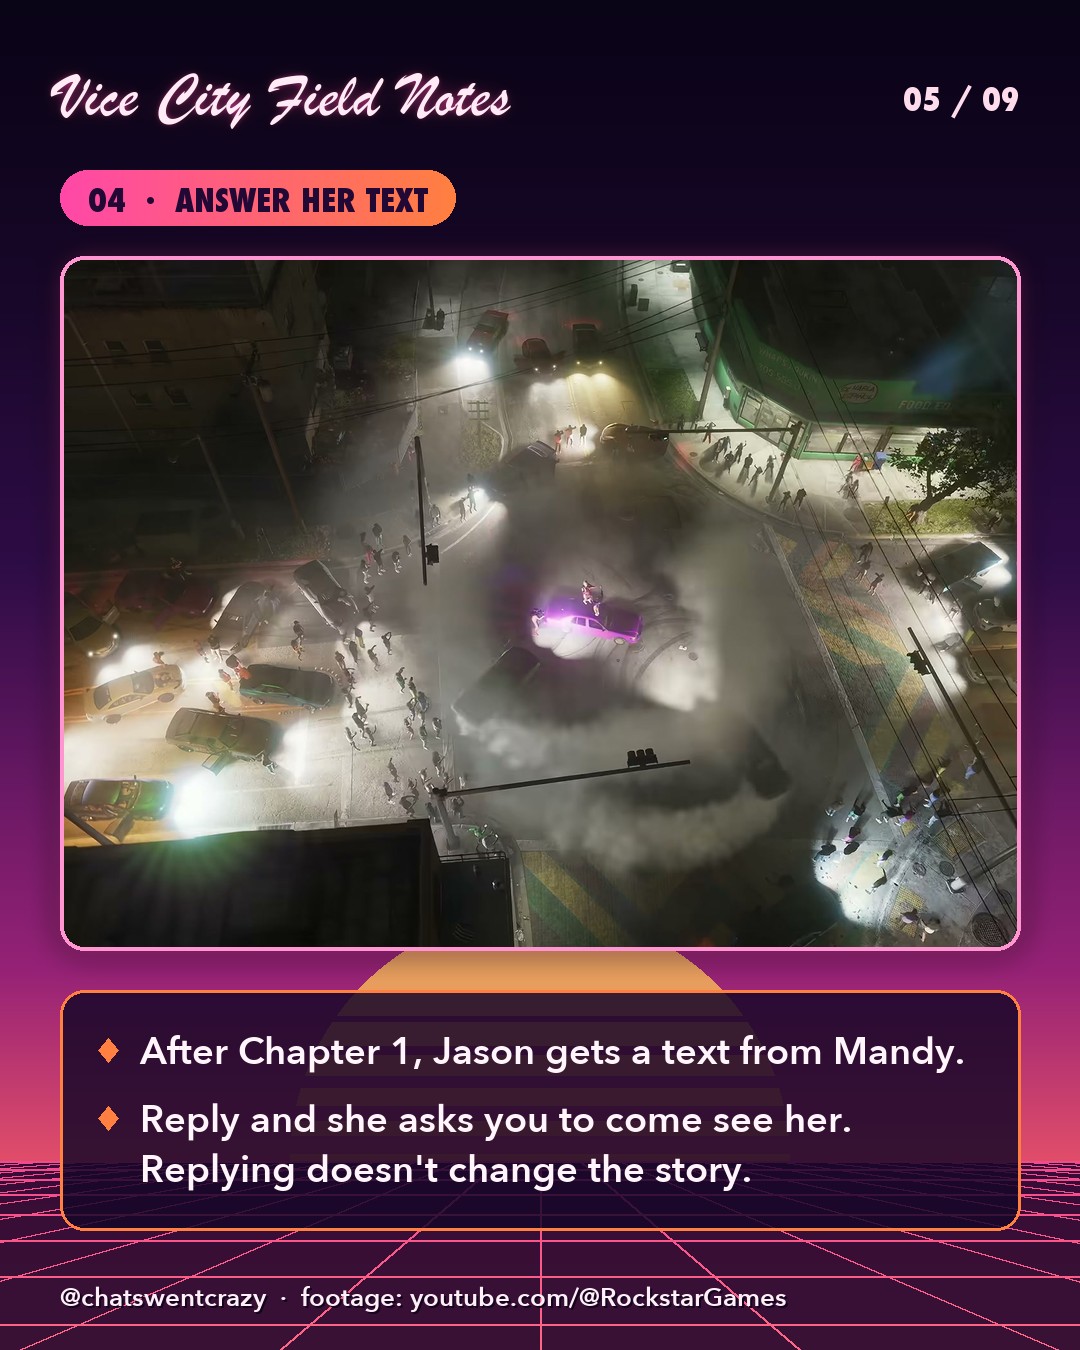 Vice City Field Notes
05 / 09
04 · ANSWER HER TEXT
After Chapter 1, Jason gets a text from Mandy.
Reply and she asks you to come see her.
Replying doesn't change the story.
@chatswentcrazy · footage: youtube.com/@RockstarGames